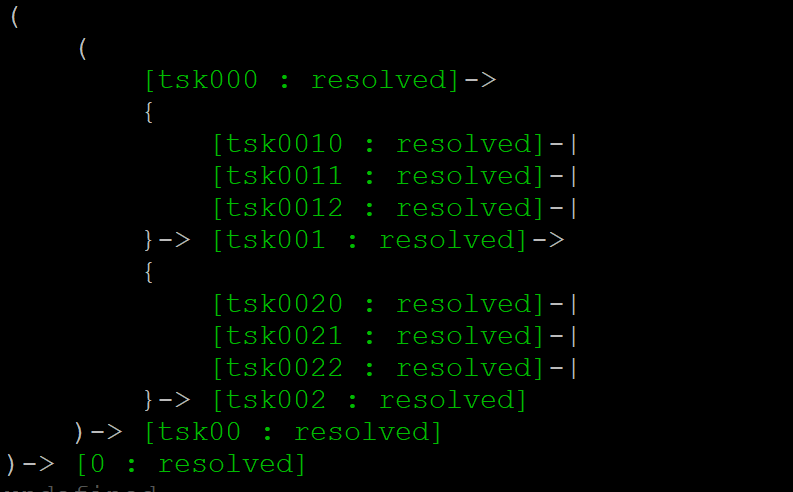 (
(
[tsk000 : resolved]->
{
[tsk0010 : resolved]-|
[tsk0011 : resolved]-|
[tsk0012 : resolved]-|
}-> [tsk001 : resolved]->
{
[tsk0020 : resolved]-|
[tsk0021 : resolved]-|
[tsk0022 : resolved]-|
}-> [tsk002 : resolved]
)-> [tsk00 : resolved]
)-> [0 : resolved]
undefined